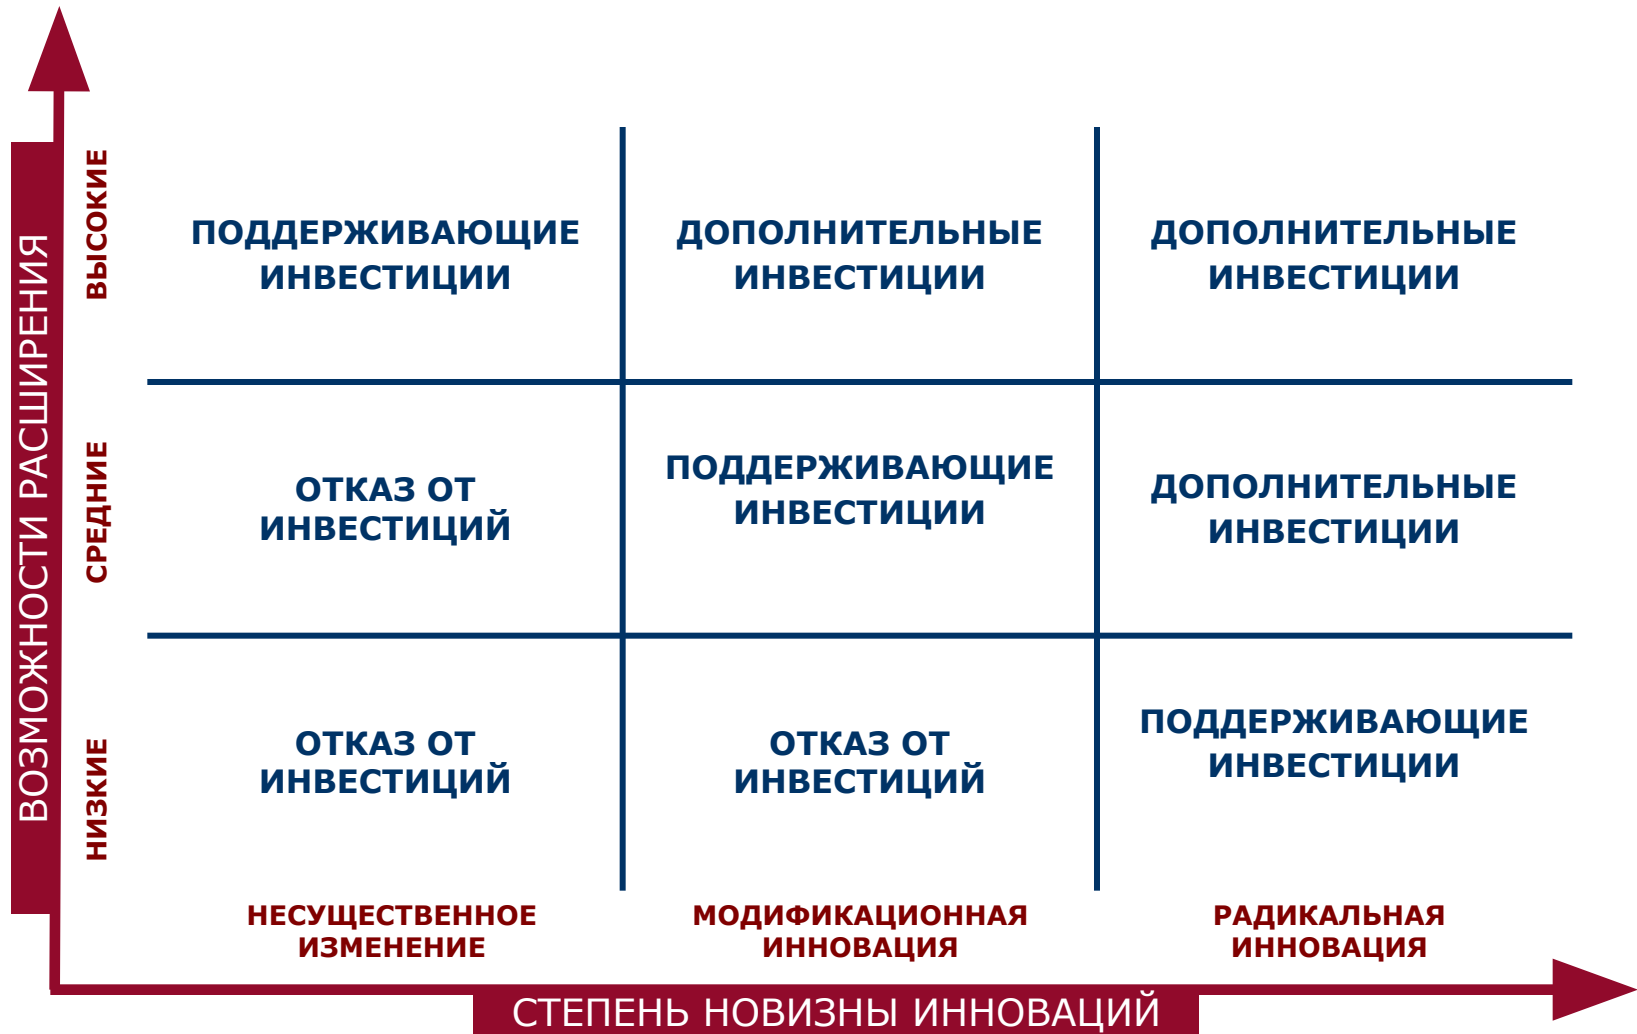 ВОЗМОЖНОСТИ РАСШИРЕНИЯ
ВЫСОКИЕ
ПОДДЕРЖИВАЮЩИЕ
ИНВЕСТИЦИИ
ДОПОЛНИТЕЛЬНЫЕ
ИНВЕСТИЦИИ
ДОПОЛНИТЕЛЬНЫЕ
ИНВЕСТИЦИИ
СРЕДНИЕ
ОТКАЗ ОТ
ИНВЕСТИЦИЙ
ПОДДЕРЖИВАЮЩИЕ
ИНВЕСТИЦИИ
ДОПОЛНИТЕЛЬНЫЕ
ИНВЕСТИЦИИ
НИЗКИЕ
ОТКАЗ ОТ
ИНВЕСТИЦИЙ
ОТКАЗ ОТ
ИНВЕСТИЦИЙ
ПОДДЕРЖИВАЮЩИЕ
ИНВЕСТИЦИИ
НЕСУЩЕСТВЕННОЕ
ИЗМЕНЕНИЕ
МОДИФИКАЦИОННАЯ
ИННОВАЦИЯ
РАДИКАЛЬНАЯ
ИННОВАЦИЯ
СТЕПЕНЬ НОВИЗНЫ ИННОВАЦИЙ